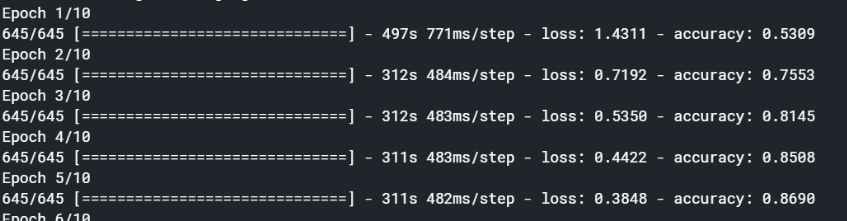 Epoch 1/10
645/645 [==============================] - 497s 771ms/step - loss: 1.4311 - accuracy: 0.5309
Epoch 2/10
645/645 [==============================] - 312s 484ms/step - loss: 0.7192 - accuracy: 0.7553
Epoch 3/10
645/645 [==============================] - 312s 483ms/step - loss: 0.5350 - accuracy: 0.8145
Epoch 4/10
645/645 [==============================] - 311s 483ms/step - loss: 0.4422 - accuracy: 0.8508
Epoch 5/10
645/645 [==============================] - 311s 482ms/step - loss: 0.3848 - accuracy: 0.8690
Epoch 6/10